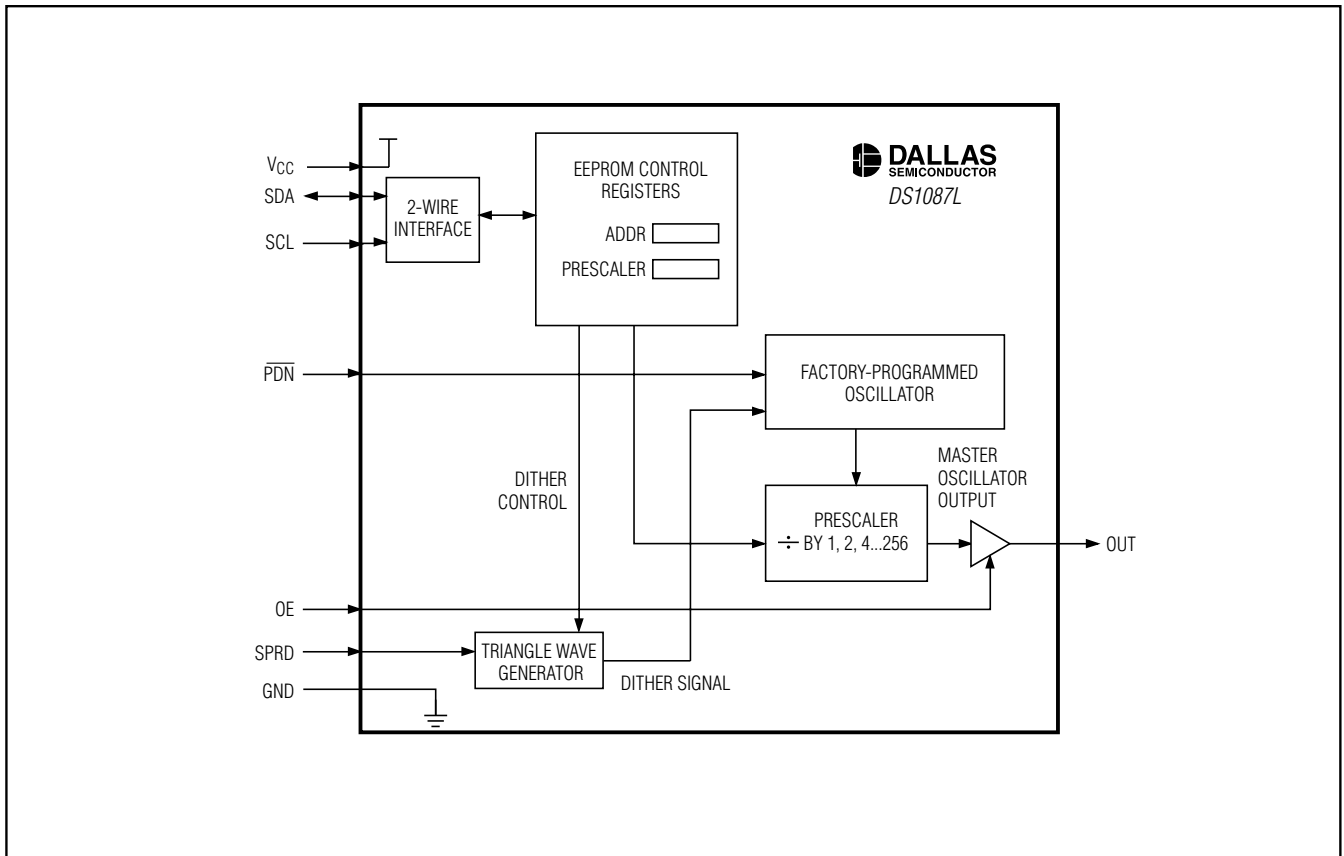 DALLAS
SEMICONDUCTOR
DS1087L
VCC
SDA
SCL
2-WIRE
INTERFACE
EEPROM CONTROL
REGISTERS
ADDR
PRESCALER
PDN
FACTORY-PROGRAMMED
OSCILLATOR
DITHER
CONTROL
MASTER
OSCILLATOR
OUTPUT
PRESCALER
÷ BY 1, 2, 4...256
OUT
OE
SPRD
TRIANGLE WAVE
GENERATOR
DITHER SIGNAL
GND